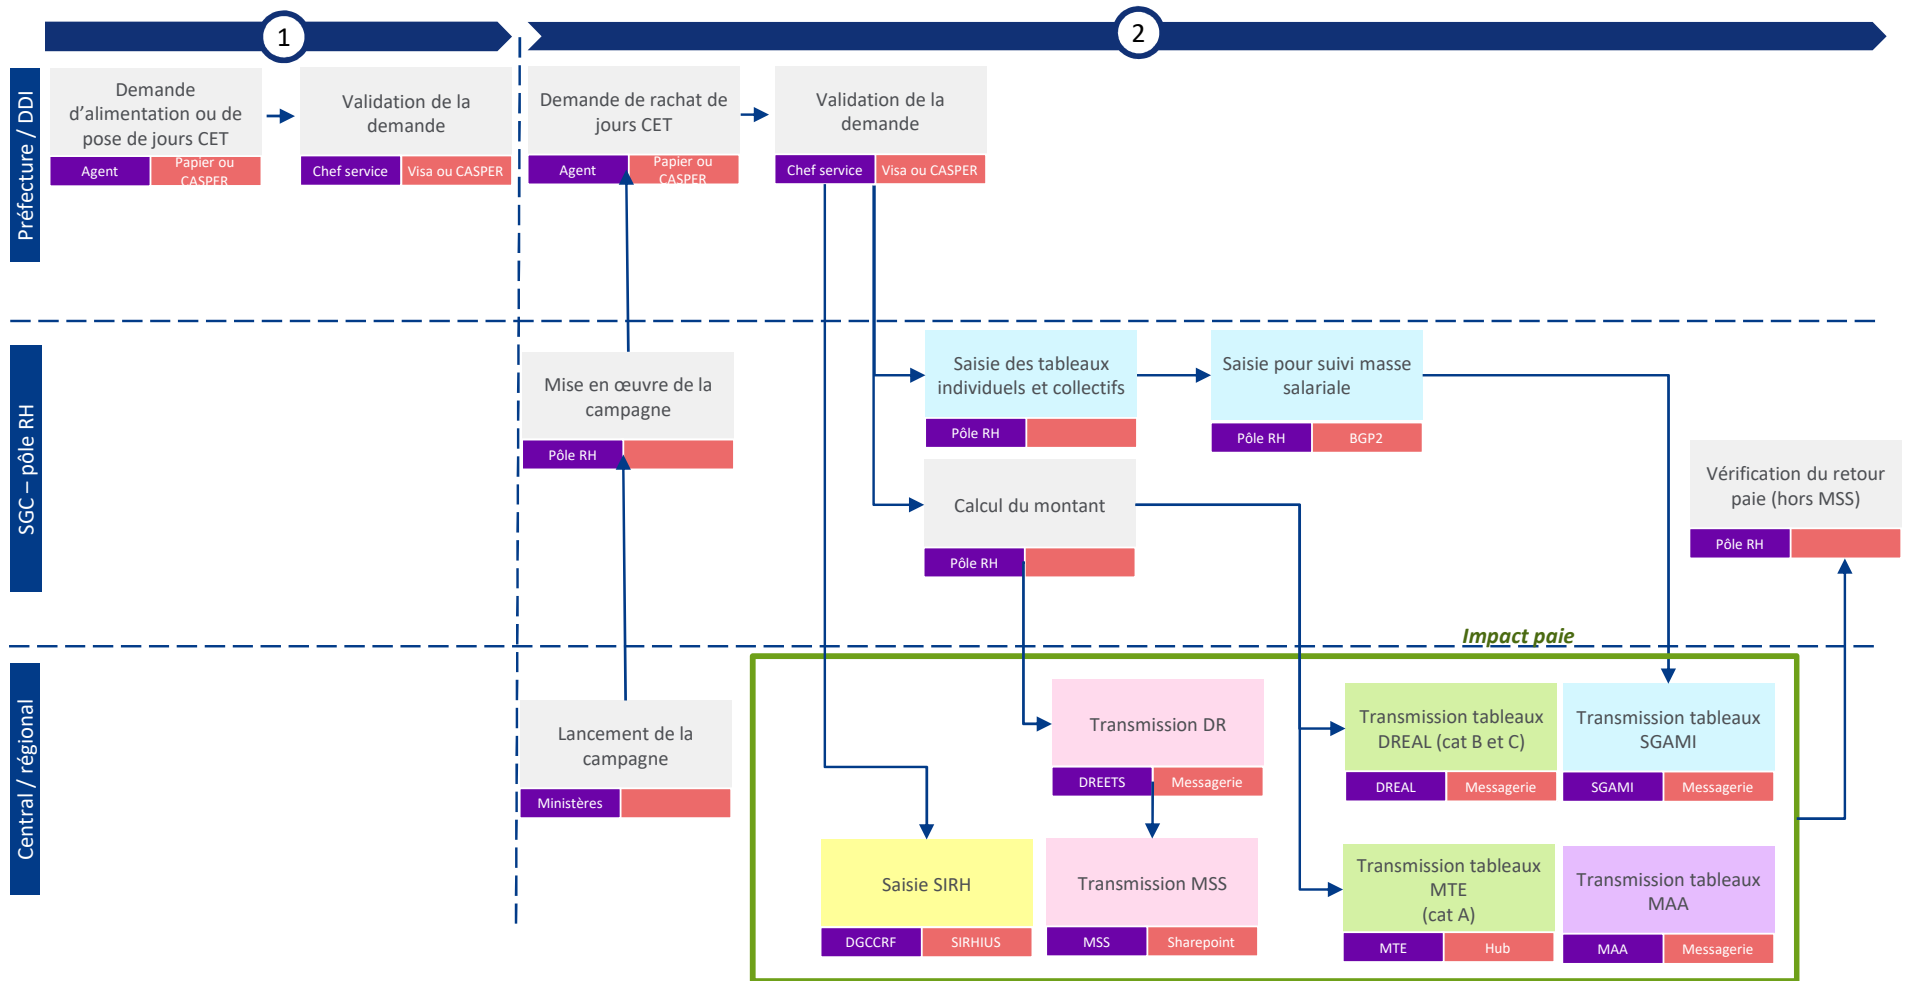 1
2
Préfecture / DDI
Demande
d’alimentation ou de
pose de jours CET
Agent
Papier ou
CASPER
Validation de la
demande
Chef service
Visa ou CASPER
Demande de rachat de
jours CET
Agent
Papier ou
CASPER
Validation de la
demande
Chef service
Visa ou CASPER
SGC – pôle RH
Mise en œuvre de la
campagne
Pôle RH
Saisie des tableaux
individuels et collectifs
Pôle RH
Saisie pour suivi masse
salariale
Pôle RH
BGP2
Calcul du montant
Pôle RH
Vérification du retour
paie (hors MSS)
Pôle RH
Central / régional
Impact paie
Lancement de la
campagne
Ministères
Transmission DR
DREETS
Messagerie
Transmission tableaux
DREAL (cat B et C)
DREAL
Messagerie
Transmission tableaux
SGAMI
SGAMI
Messagerie
Saisie SIRH
DGCCRF
SIRHIUS
Transmission MSS
MSS
Sharepoint
Transmission tableaux
MTE
(cat A)
MTE
Hub
Transmission tableaux
MAA
MAA
Messagerie